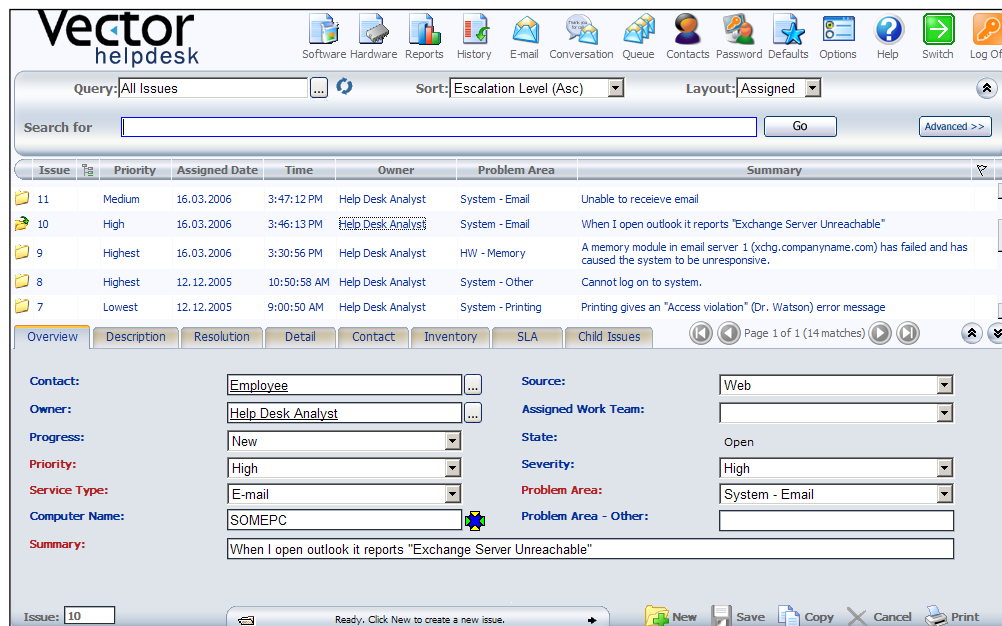 Vector
helpdesk
Software Hardware Reports History E-mail Conversation Queue Contacts Password Defaults Options Help Switch Log Of
Query: All Issues ... Sort: Escalation Level (Asc) Layout: Assigned
Search for Go Advanced >>
Issue Priority Assigned Date Time Owner Problem Area Summary
11 Medium 16.03.2006 3:47:12 PM Help Desk Analyst System - Email Unable to receieve email
10 High 16.03.2006 3:46:13 PM Help Desk Analyst System - Email When I open outlook it reports "Exchange Server Unreachable"
9 Highest 16.03.2006 3:30:56 PM Help Desk Analyst HW - Memory A memory module in email server 1 (xchg.companyname.com) has failed and has
caused the system to be unresponsive.
8 Highest 12.12.2005 10:50:58 AM Help Desk Analyst System - Other Cannot log on to system.
7 Lowest 12.12.2005 9:00:50 AM Help Desk Analyst System - Printing Printing gives an "Access violation" (Dr. Watson) error message
Overview Description Resolution Detail Contact Inventory SLA Child Issues Page 1 of 1 (14 matches)
Contact: Employee ... Source: Web
Owner: Help Desk Analyst ... Assigned Work Team:
Progress: New State: Open
Priority: High Severity: High
Service Type: E-mail Problem Area: System - Email
Computer Name: SOMEPC Problem Area - Other:
Summary: When I open outlook it reports "Exchange Server Unreachable"
Issue: 10 Ready. Click New to create a new issue. New Save Copy Cancel Print